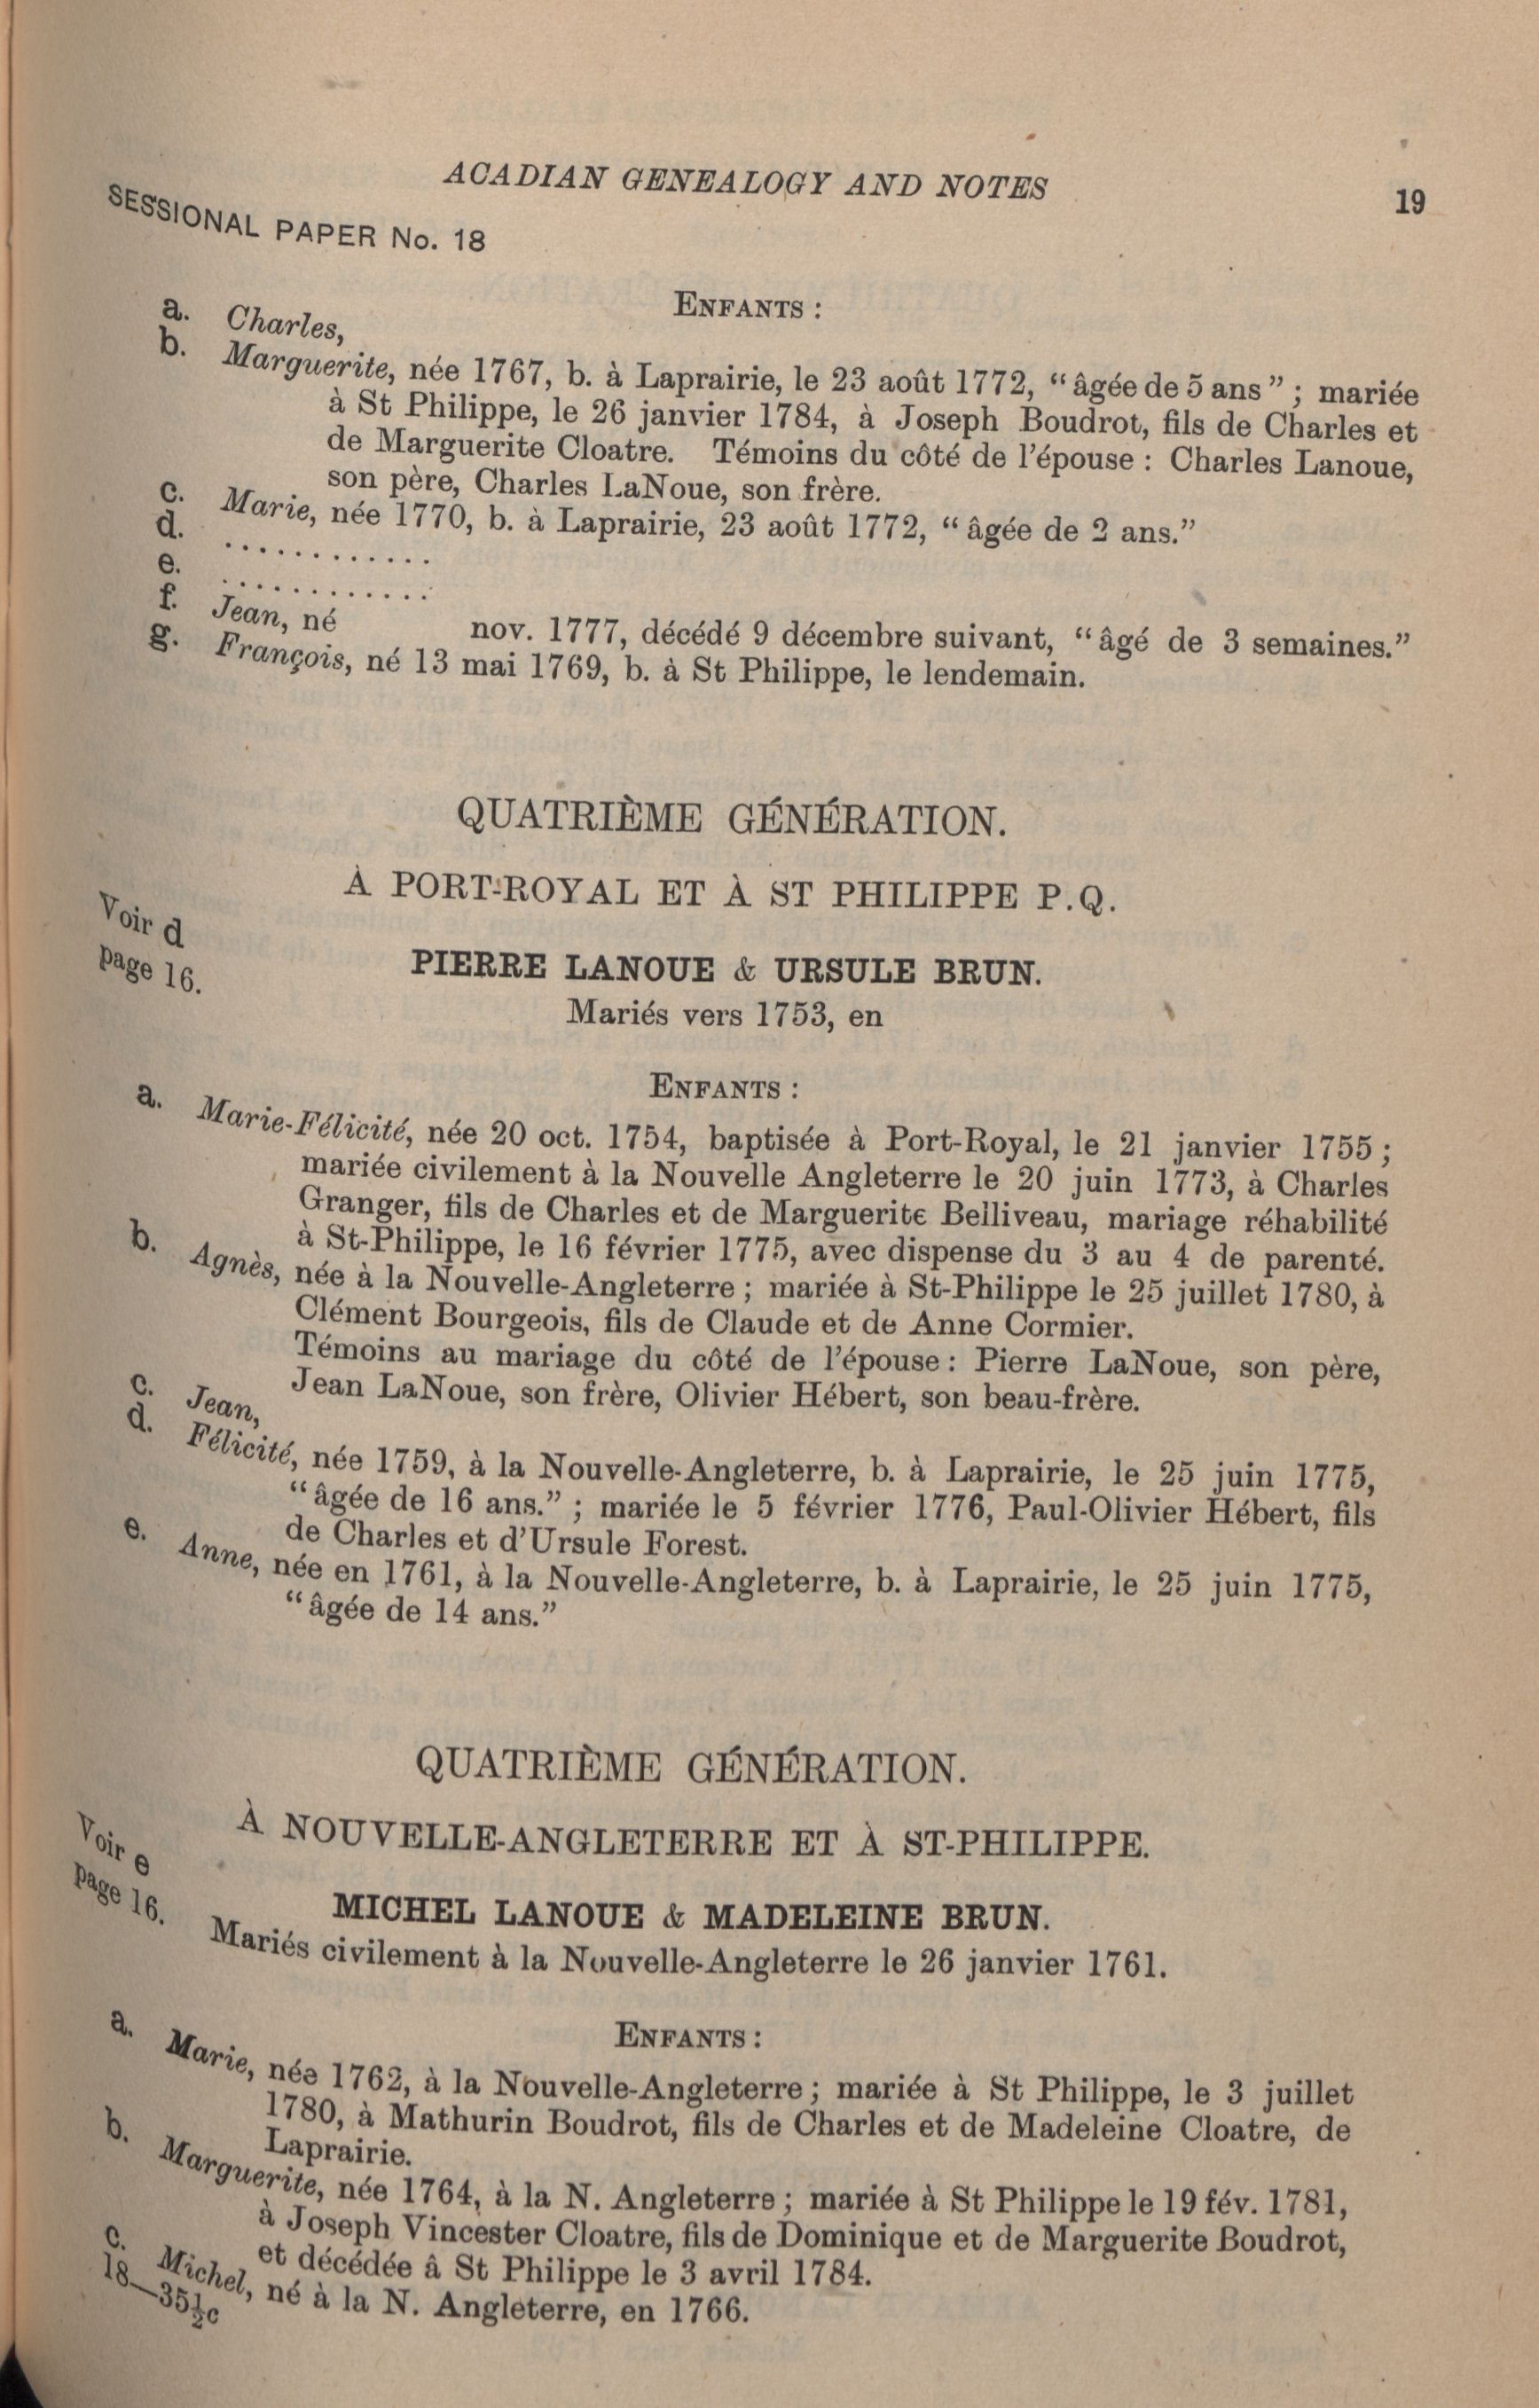 ACADIAN GENEALOGY AND NOTES 19
SESSIONAL PAPER No. 18
ENFANTS :
a. Charles,
b. Marguerite, née 1767, b. à Laprairie, le 23 août 1772, “âgée de 5 ans” ; mariée
à St Philippe, le 26 janvier 1784, à Joseph Boudrot, fils de Charles et
de Marguerite Cloatre. Témoins du côté de l’épouse : Charles Lanoue,
son père, Charles LaNoue, son frère.
c. Marie, née 1770, b. à Laprairie, 23 août 1772, “âgée de 2 ans.”
d. ............
e. ............
f. Jean, né nov. 1777, décédé 9 décembre suivant, “âgé de 3 semaines.”
g. François, né 13 mai 1769, b. à St Philippe, le lendemain.
QUATRIÈME GÉNÉRATION.
À PORT-ROYAL ET À ST PHILIPPE P.Q.
Voir d
page 16.
PIERRE LANOUE & URSULE BRUN.
Mariés vers 1753, en
ENFANTS :
a. Marie-Félicité, née 20 oct. 1754, baptisée à Port-Royal, le 21 janvier 1755 ;
mariée civilement à la Nouvelle Angleterre le 20 juin 1773, à Charles
Granger, fils de Charles et de Marguerite Belliveau, mariage réhabilité
à St-Philippe, le 16 février 1775, avec dispense du 3 au 4 de parenté.
b. Agnès, née à la Nouvelle-Angleterre ; mariée à St-Philippe le 25 juillet 1780, à
Clément Bourgeois, fils de Claude et de Anne Cormier.
Témoins au mariage du côté de l’épouse : Pierre LaNoue, son père,
Jean LaNoue, son frère, Olivier Hébert, son beau-frère.
c. Jean,
d. Félicité, née 1759, à la Nouvelle-Angleterre, b. à Laprairie, le 25 juin 1775,
“âgée de 16 ans.” ; mariée le 5 février 1776, Paul-Olivier Hébert, fils
de Charles et d’Ursule Forest.
e. Anne, née en 1761, à la Nouvelle-Angleterre, b. à Laprairie, le 25 juin 1775,
“âgée de 14 ans.”
QUATRIÈME GÉNÉRATION.
À NOUVELLE-ANGLETERRE ET À ST-PHILIPPE.
Voir e
page 16.
MICHEL LANOUE & MADELEINE BRUN.
Mariés civilement à la Nouvelle-Angleterre le 26 janvier 1761.
ENFANTS :
a. Marie, née 1762, à la Nouvelle-Angleterre ; mariée à St Philippe, le 3 juillet
1780, à Mathurin Boudrot, fils de Charles et de Madeleine Cloatre, de
Laprairie.
b. Marguerite, née 1764, à la N. Angleterre ; mariée à St Philippe le 19 fév. 1781,
à Joseph Vincester Cloatre, fils de Dominique et de Marguerite Boudrot,
et décédée â St Philippe le 3 avril 1784.
c. Michel, né à la N. Angleterre, en 1766.
18—35½c